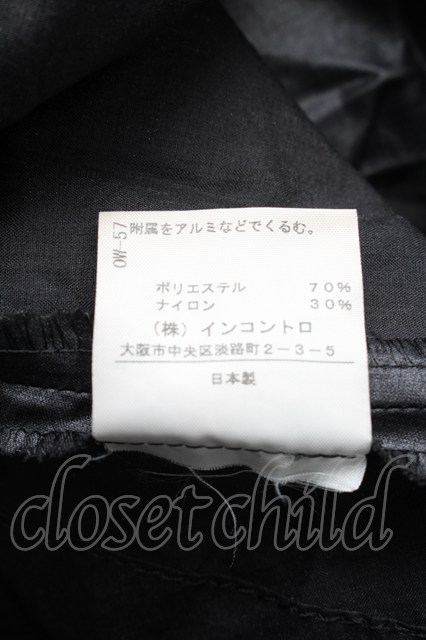 OW-57
附属をアルミなどでくるむ。
ポリエステル 70%
ナイロン 30%
(株) インコントロ
大阪市中央区淡路町2-3-5
日本製
closetchild